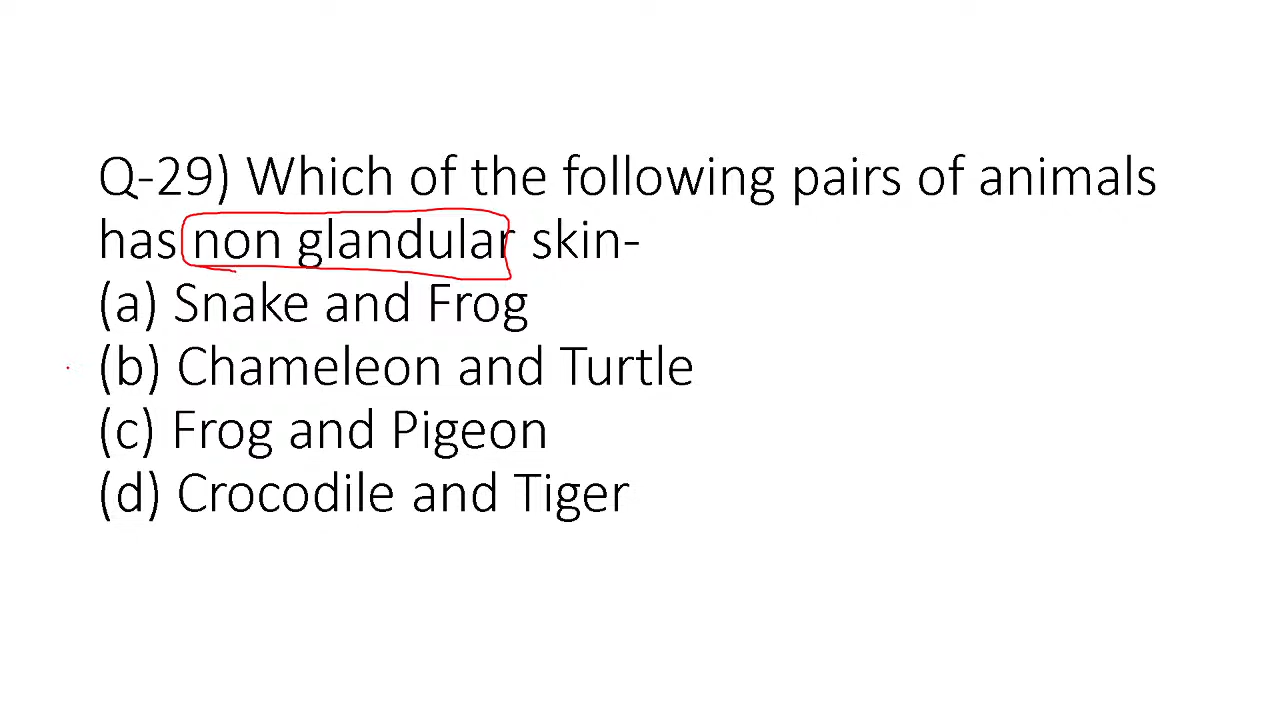 Q-29) Which of the following pairs of animals
has non glandular skin-
(a) Snake and Frog
(b) Chameleon and Turtle
(c) Frog and Pigeon
(d) Crocodile and Tiger